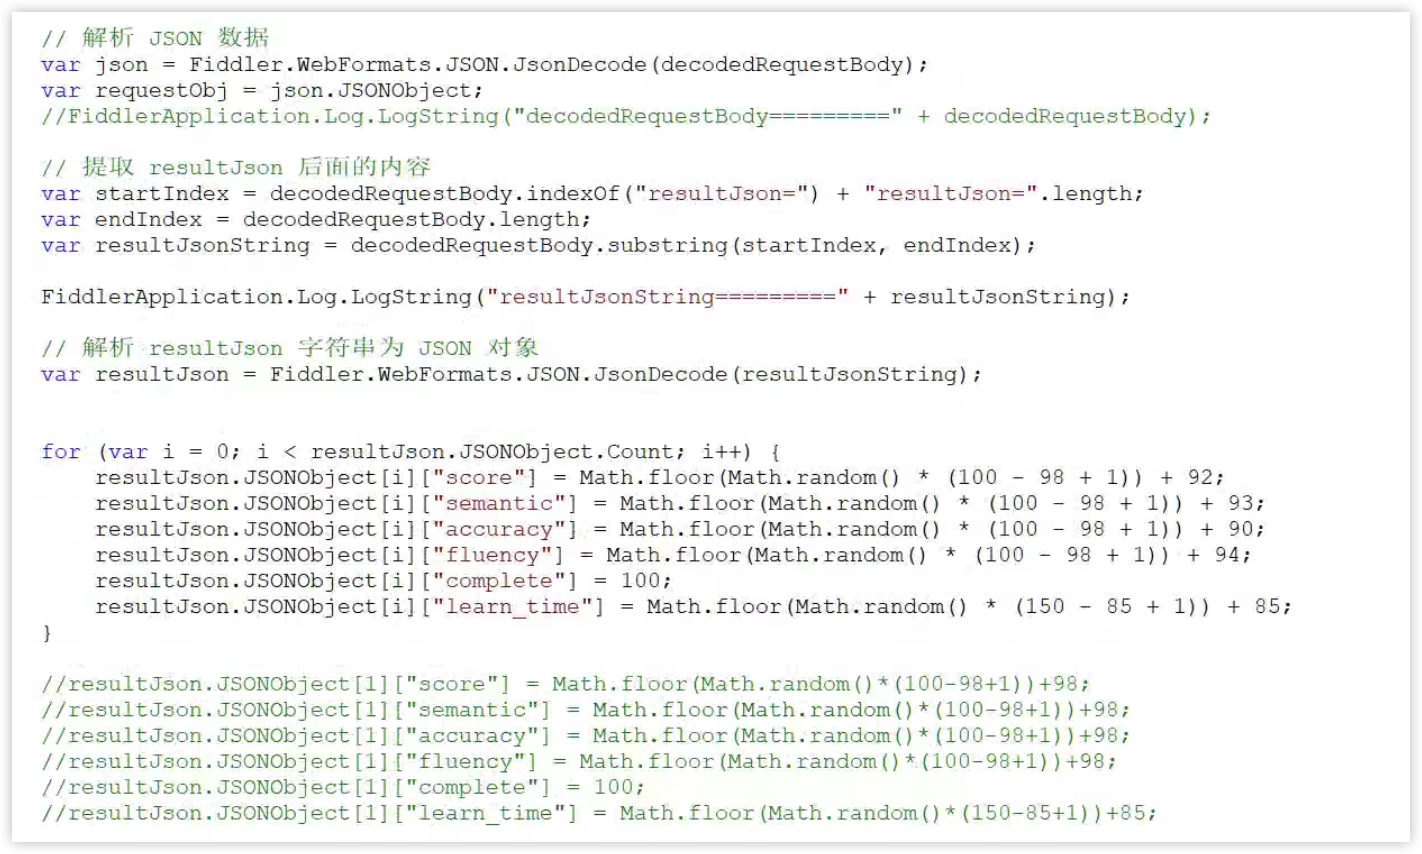 // 解析 JSON 数据
var json = Fiddler.WebFormats.JSON.JsonDecode(decodedRequestBody);
var requestObj = json.JSONObject;
//FiddlerApplication.Log.LogString("decodedRequestBody=========" + decodedRequestBody);
// 提取 resultJson 后面的内容
var startIndex = decodedRequestBody.indexOf("resultJson=") + "resultJson=".length;
var endIndex = decodedRequestBody.length;
var resultJsonString = decodedRequestBody.substring(startIndex, endIndex);
FiddlerApplication.Log.LogString("resultJsonString=========" + resultJsonString);
// 解析 resultJson 字符串为 JSON 对象
var resultJson = Fiddler.WebFormats.JSON.JsonDecode(resultJsonString);
for (var i = 0; i < resultJson.JSONObject.Count; i++) {
    resultJson.JSONObject[i]["score"] = Math.floor(Math.random() * (100 - 98 + 1)) + 92;
    resultJson.JSONObject[i]["semantic"] = Math.floor(Math.random() * (100 - 98 + 1)) + 93;
    resultJson.JSONObject[i]["accuracy"] = Math.floor(Math.random() * (100 - 98 + 1)) + 90;
    resultJson.JSONObject[i]["fluency"] = Math.floor(Math.random() * (100 - 98 + 1)) + 94;
    resultJson.JSONObject[i]["complete"] = 100;
    resultJson.JSONObject[i]["learn_time"] = Math.floor(Math.random() * (150 - 85 + 1)) + 85;
}
//resultJson.JSONObject[1]["score"] = Math.floor(Math.random()*(100-98+1))+98;
//resultJson.JSONObject[1]["semantic"] = Math.floor(Math.random()*(100-98+1))+98;
//resultJson.JSONObject[1]["accuracy"] = Math.floor(Math.random()*(100-98+1))+98;
//resultJson.JSONObject[1]["fluency"] = Math.floor(Math.random()*(100-98+1))+98;
//resultJson.JSONObject[1]["complete"] = 100;
//resultJson.JSONObject[1]["learn_time"] = Math.floor(Math.random()*(150-85+1))+85;